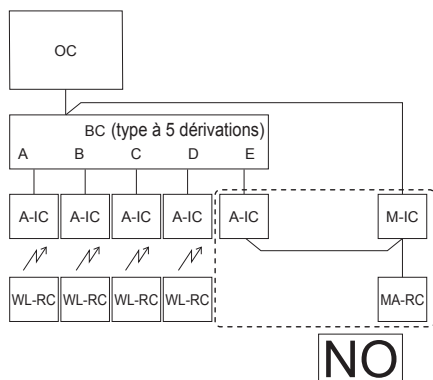 OC
BC (type à 5 dérivations)
A B C D E
A-IC A-IC A-IC A-IC A-IC M-IC
WL-RC WL-RC WL-RC WL-RC MA-RC
NO